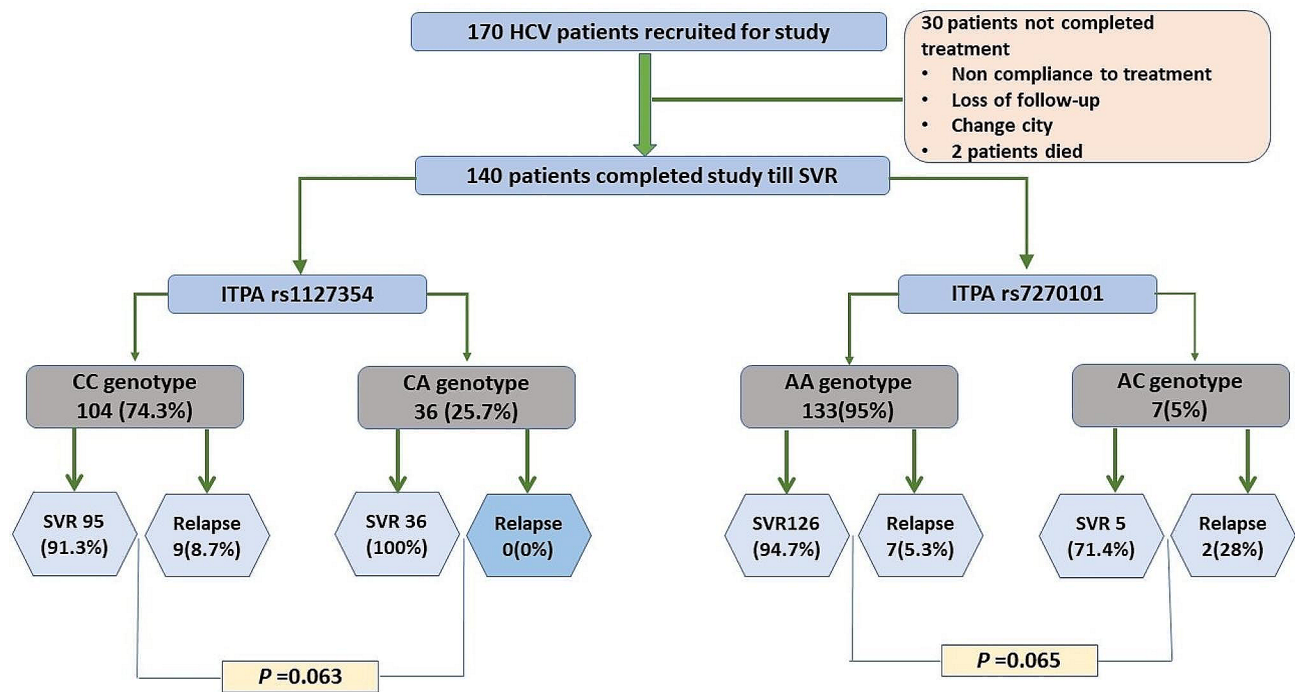 170 HCV patients recruited for study
30 patients not completed
treatment
• Non compliance to treatment
• Loss of follow-up
• Change city
• 2 patients died
140 patients completed study till SVR
ITPA rs1127354
ITPA rs7270101
CC genotype
104 (74.3%)
CA genotype
36 (25.7%)
AA genotype
133(95%)
AC genotype
7(5%)
SVR 95
(91.3%)
Relapse
9(8.7%)
SVR 36
(100%)
Relapse
0(0%)
SVR126
(94.7%)
Relapse
7(5.3%)
SVR 5
(71.4%)
Relapse
2(28%)
P =0.063
P =0.065